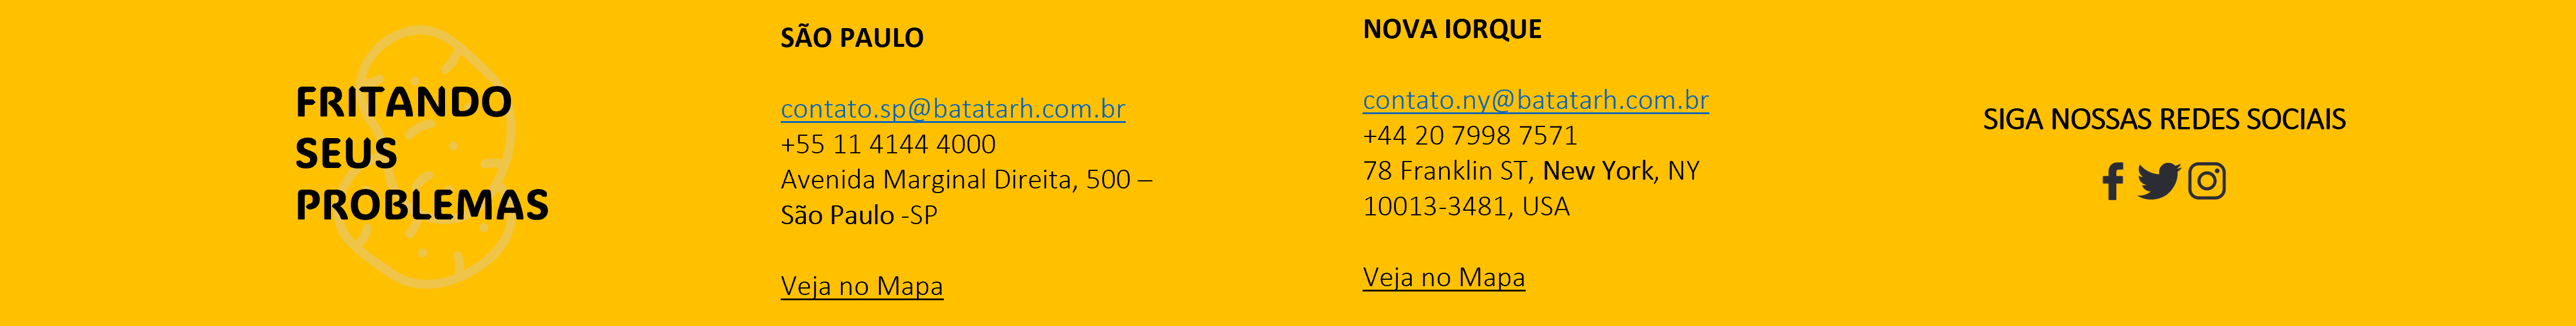 FRITANDO
SEUS
PROBLEMAS
SÃO PAULO
contato.sp@batatarh.com.br
+55 11 4144 4000
Avenida Marginal Direita, 500 –
São Paulo -SP
Veja no Mapa
NOVA IORQUE
contato.ny@batatarh.com.br
+44 20 7998 7571
78 Franklin ST, New York, NY
10013-3481, USA
Veja no Mapa
SIGA NOSSAS REDES SOCIAIS